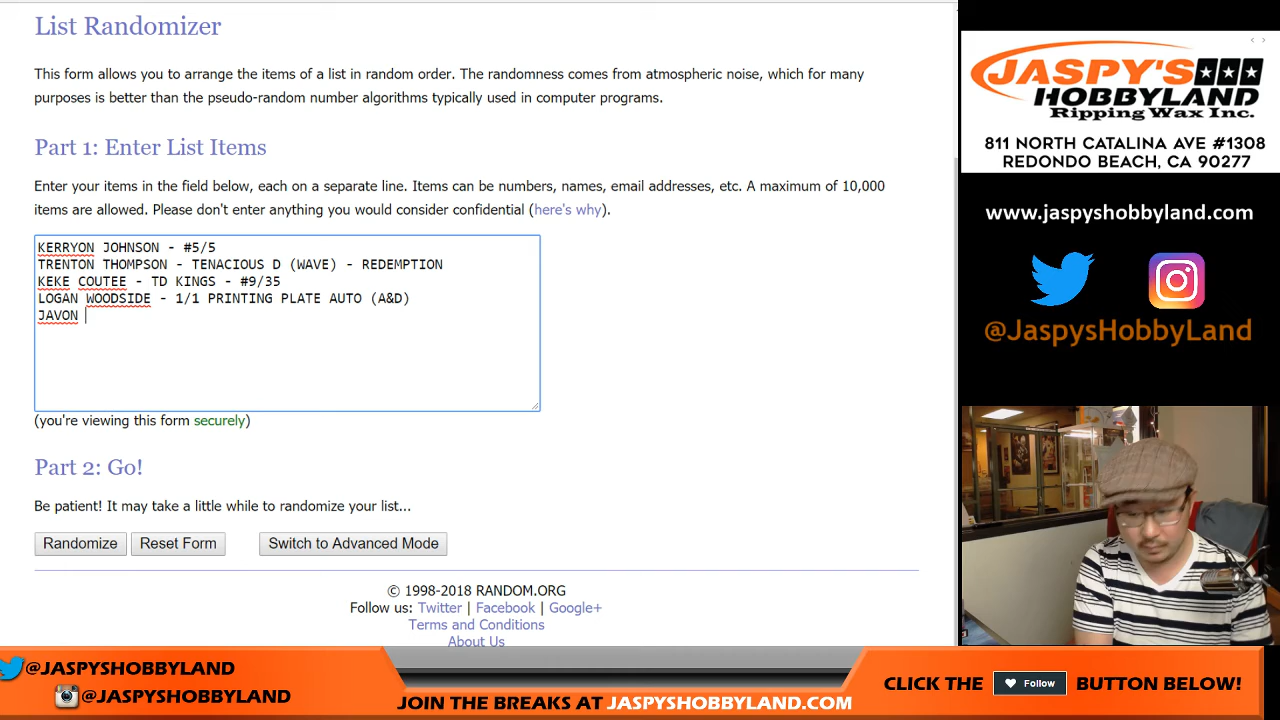 List Randomizer
This form allows you to arrange the items of a list in random order. The randomness comes from atmospheric noise, which for many
purposes is better than the pseudo-random number algorithms typically used in computer programs.
Part 1: Enter List Items
Enter your items in the field below, each on a separate line. Items can be numbers, names, email addresses, etc. A maximum of 10,000
items are allowed. Please don't enter anything you would consider confidential (here's why).
KERRYON JOHNSON - #5/5
TRENTON THOMPSON - TENACIOUS D (WAVE) - REDEMPTION
KEKE COUTEE - TD KINGS - #9/35
LOGAN WOODSIDE - 1/1 PRINTING PLATE AUTO (A&D)
JAVON
(you're viewing this form securely)
Part 2: Go!
Be patient! It may take a little while to randomize your list...
Randomize
Reset Form
Switch to Advanced Mode
© 1998-2018 RANDOM.ORG
Follow us: Twitter | Facebook | Google+
Terms and Conditions
About Us
JASPY'S
HOBBYLAND
Ripping Wax Inc.
811 NORTH CATALINA AVE #1308
REDONDO BEACH, CA 90277
www.jaspyshobbyland.com
@JaspysHobbyLand
@JASPYSHOBBYLAND
@JASPYSHOBBYLAND
JOIN THE BREAKS AT JASPYSHOBBYLAND.COM
CLICK THE Follow BUTTON BELOW!